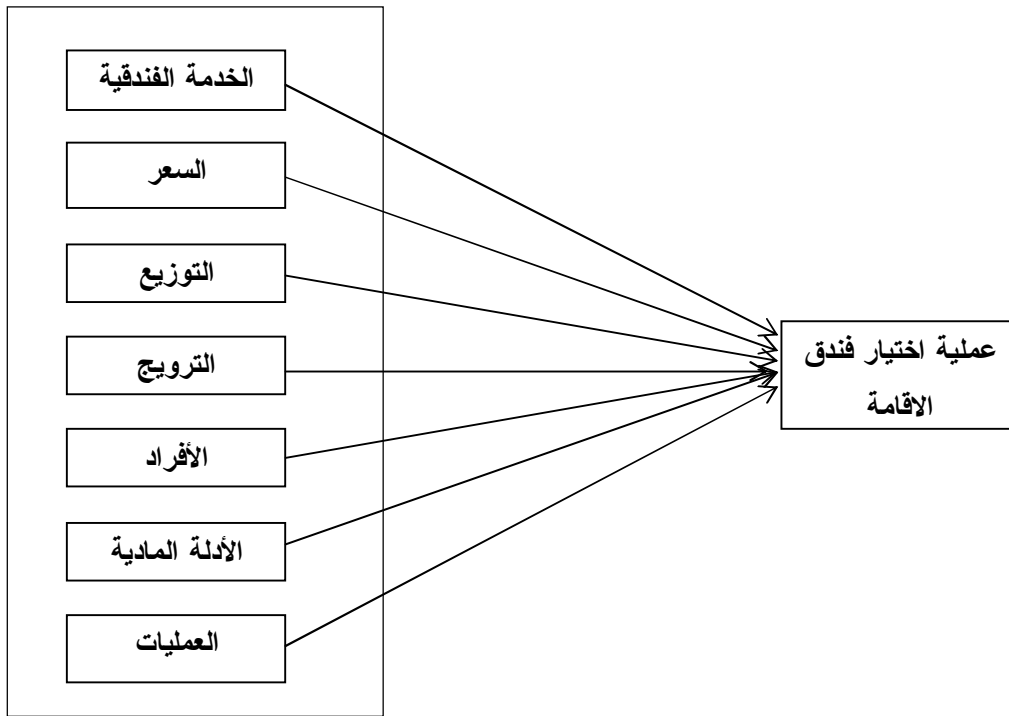 الخدمة الفندقية
السعر
التوزيع
الترويج
الأفراد
الأدلة المادية
العمليات
عملية اختيار فندق
الاقامة